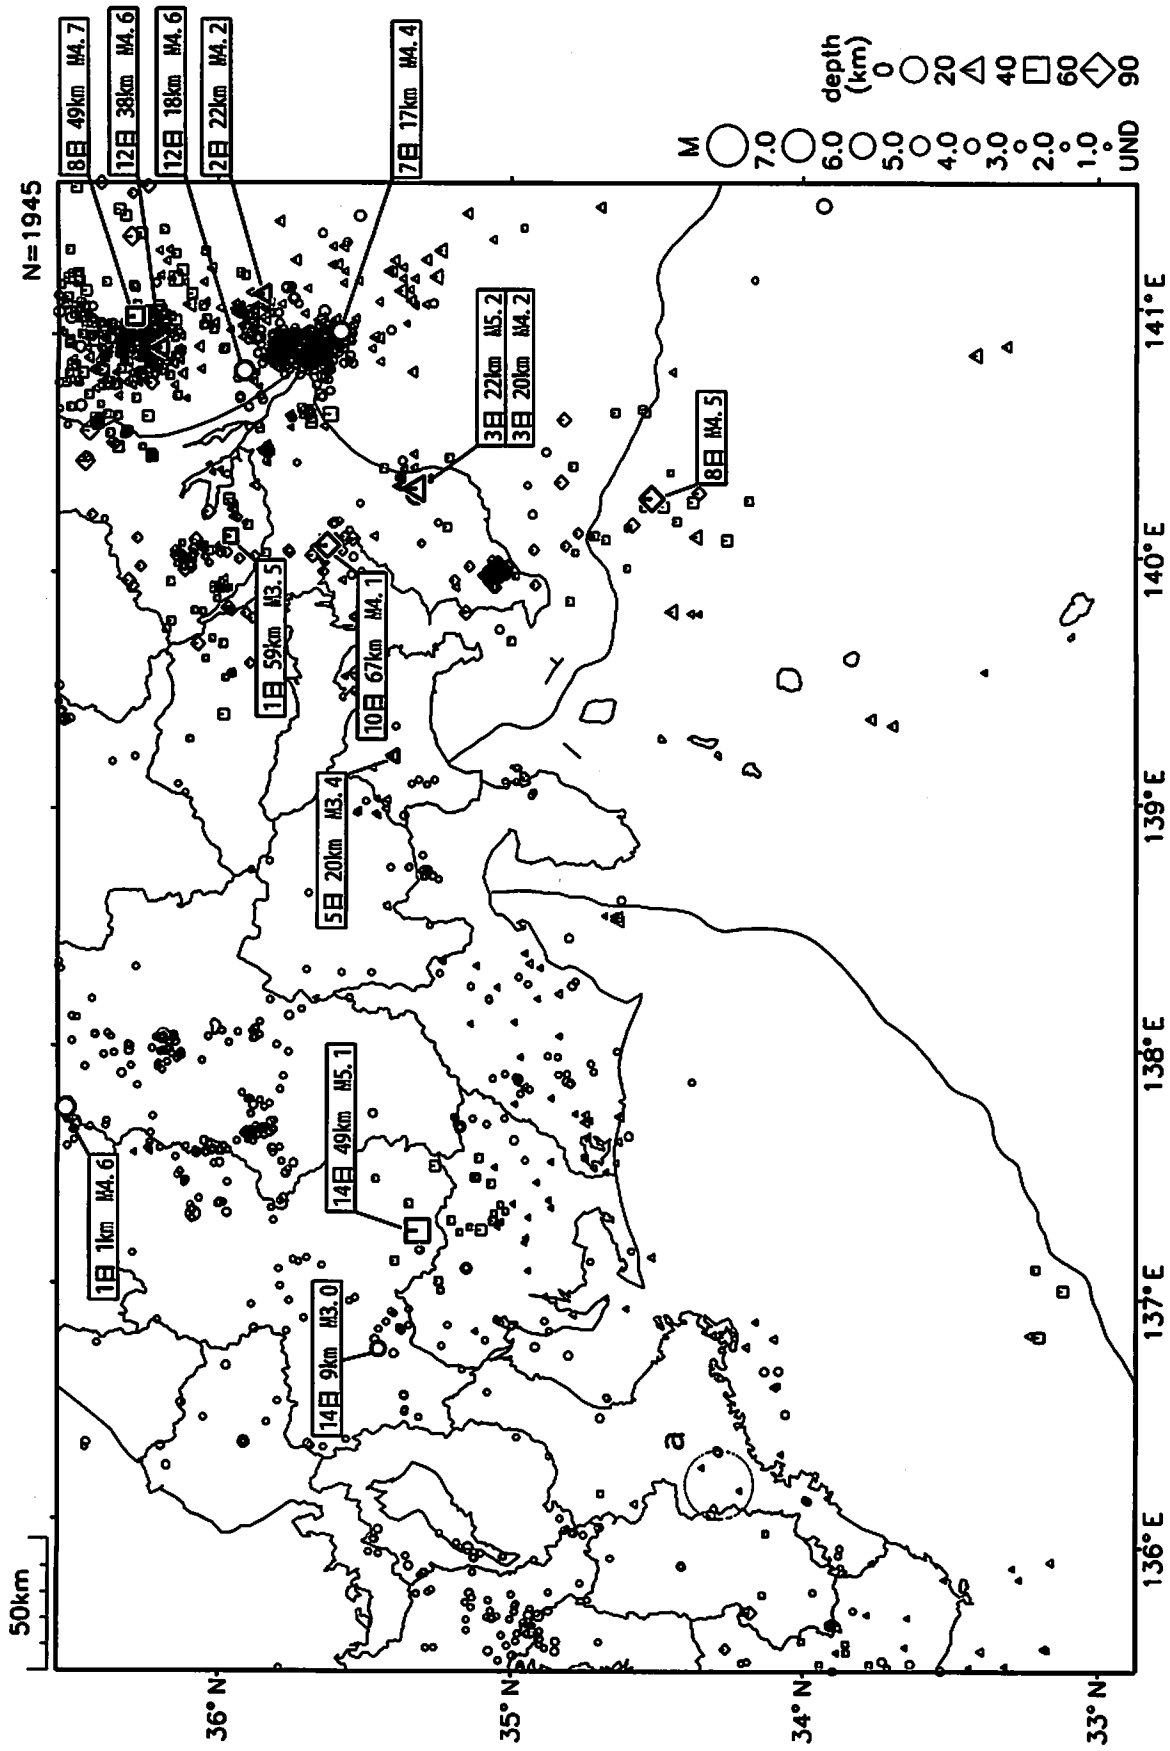 50km
N=1945
1日 1km M4.6
14日 9km M3.0
14日 49km M5.1
5日 20km M3.4
10日 67km M4.1
1日 59km M3.5
8日 49km M4.7
12日 38km M4.6
12日 18km M4.6
2日 22km M4.2
7日 17km M4.4
3日 22km M5.2
3日 20km M4.2
8日 M4.5
a
36°N
35°N
34°N
33°N
136°E
137°E
138°E
139°E
140°E
141°E
M
7.0
6.0
5.0
4.0
3.0
2.0
1.0
UND
depth
(km)
0
20
40
60
90